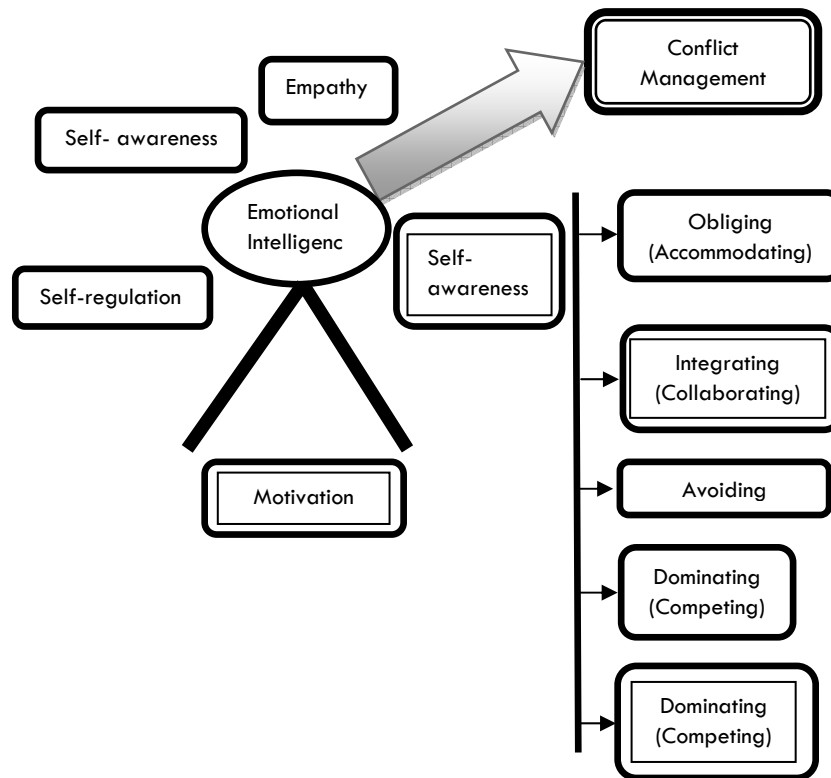 Conflict
Management
Empathy
Self- awareness
Emotional
Intelligenc
Self-
awareness
Self-regulation
Motivation
Obliging
(Accommodating)
Integrating
(Collaborating)
Avoiding
Dominating
(Competing)
Dominating
(Competing)